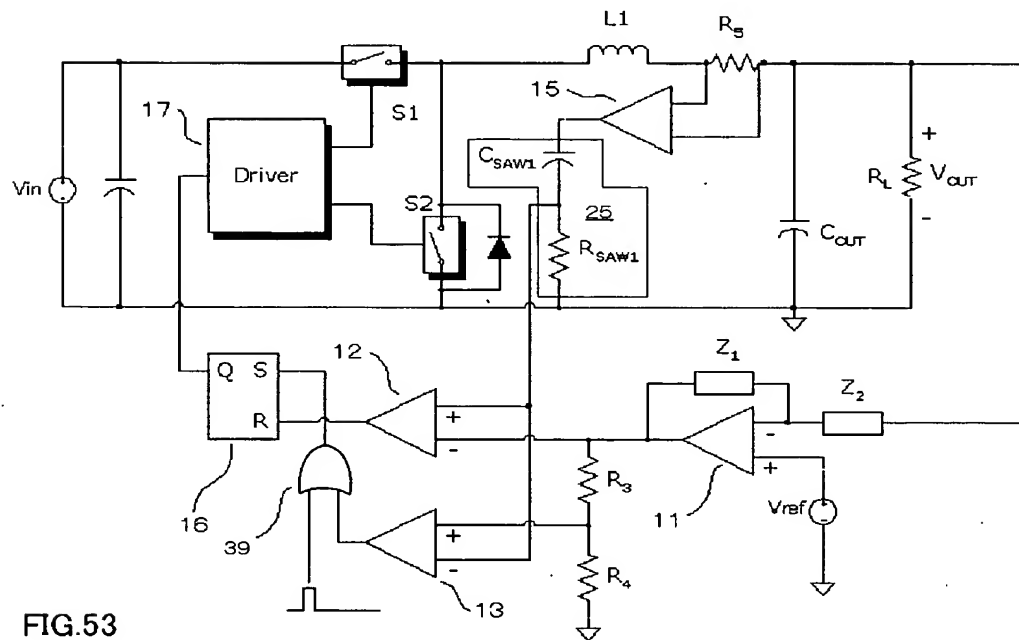 L1
R5
15
17
S1
CSAW1
Vin
Driver
+
RL
VOUT
-
S2
25
COUT
RSAW1
12
Z1
Z2
Q
S
R
+
-
-
+
R3
11
Vref
16
39
+
-
R4
13
FIG.53